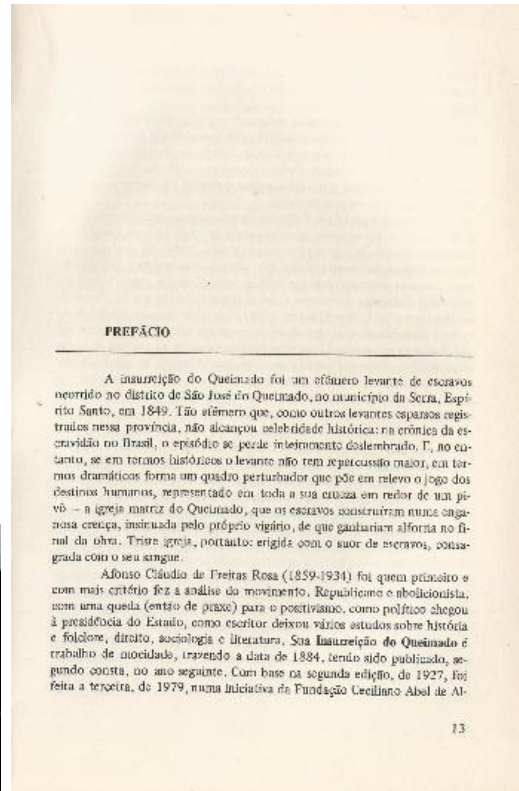 PREFÁCIO
A insurreição do Queimado foi um efêmero levante de escravos
ocorrido no distrito de São José do Queimado, no município da Serra, Espí-
rito Santo, em 1849. Tão efêmero que, como outros levantes esparsos regis-
trados nessa província, não alcançou celebridade histórica: na crônica da es-
cravidão no Brasil, o episódio se perde inteiramente deslembrado. E, no en-
tanto, se em termos históricos o levante não tem repercussão maior, em ter-
mos dramáticos forma um quadro perturbador que põe em relevo o jogo dos
destinos humanos, representado em toda a sua crueza em redor de um pi-
vô – a igreja matriz do Queimado, que os escravos construíram numa enga-
nosa crença, insinuada pelo próprio vigário, de que ganhariam alforria no fi-
nal da obra. Triste igreja, portanto: erigida com o suor de escravos, consa-
grada com o seu sangue.
Afonso Cláudio de Freitas Rosa (1859-1934) foi quem primeiro e
com mais critério fez a análise do movimento. Republicano e abolicionista,
com uma queda (então de praxe) para o positivismo, como político chegou
à presidência do Estado, como escritor deixou vários estudos sobre história
e folclore, direito, sociologia e literatura. Sua Insurreição do Queimado é
trabalho de mocidade, trazendo a data de 1884, tendo sido publicado, se-
gundo consta, no ano seguinte. Com base na segunda edição, de 1927, foi
feita a terceira, de 1979, numa iniciativa da Fundação Ceciliano Abel de Al-
13